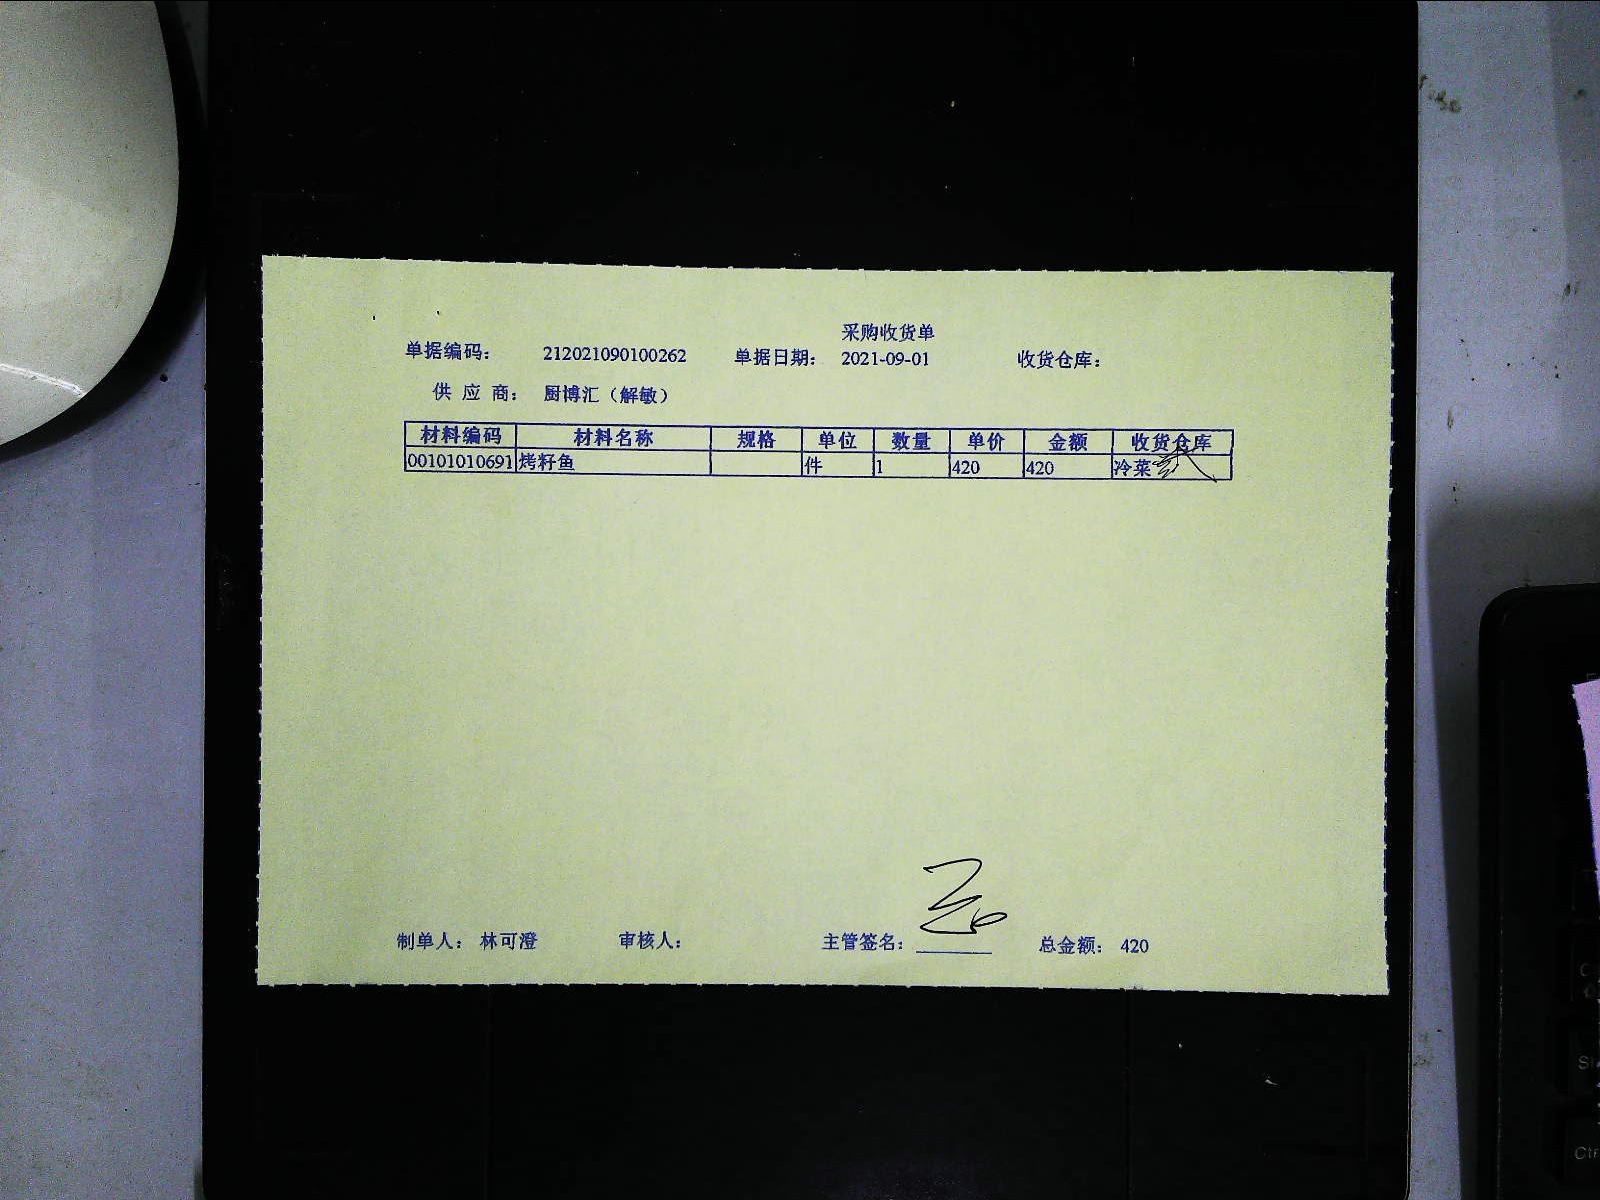 采购收货单
单据编码： 212021090100262 单据日期： 2021-09-01 收货仓库：
供 应 商： 厨博汇（解敏）
材料编码 材料名称 规格 单位 数量 单价 金额 收货仓库
00101010691 烤籽鱼 件 1 420 420 冷菜
制单人： 林可澄 审核人： 主管签名： 总金额： 420